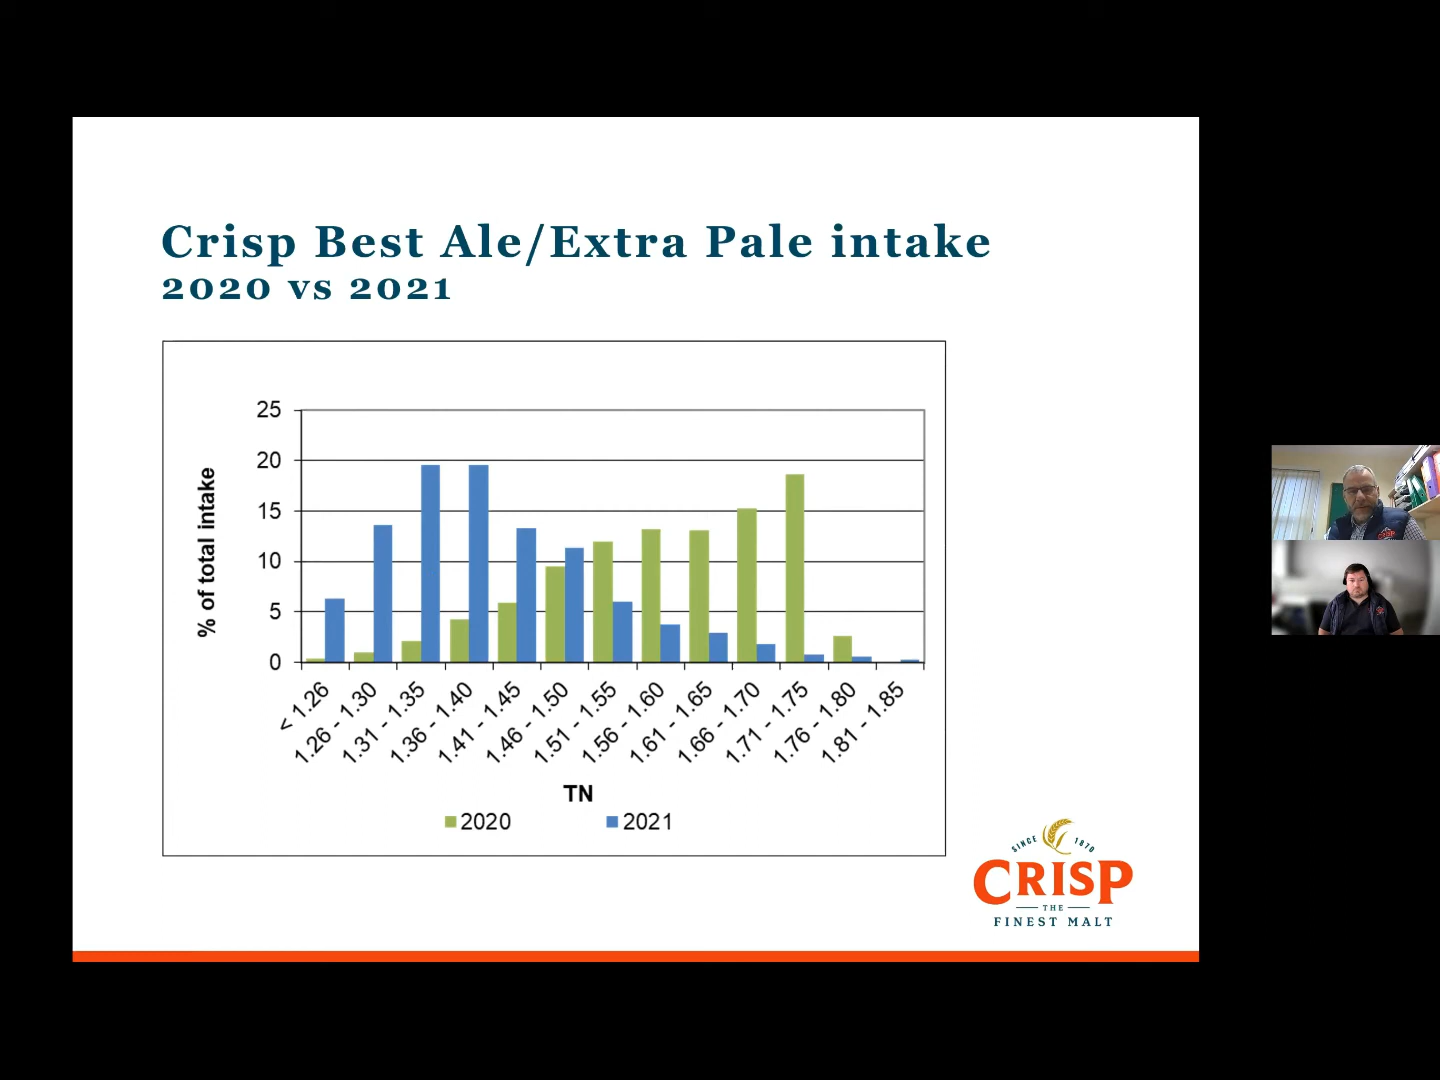 Crisp Best Ale/Extra Pale intake
2020 vs 2021
% of total intake
25
20
15
10
5
0
< 1.26
1.26 - 1.30
1.31 - 1.35
1.36 - 1.40
1.41 - 1.45
1.46 - 1.50
1.51 - 1.55
1.56 - 1.60
1.61 - 1.65
1.66 - 1.70
1.71 - 1.75
1.76 - 1.80
1.81 - 1.85
TN
2020
2021
SINCE 1870
CRISP
THE
FINEST MALT